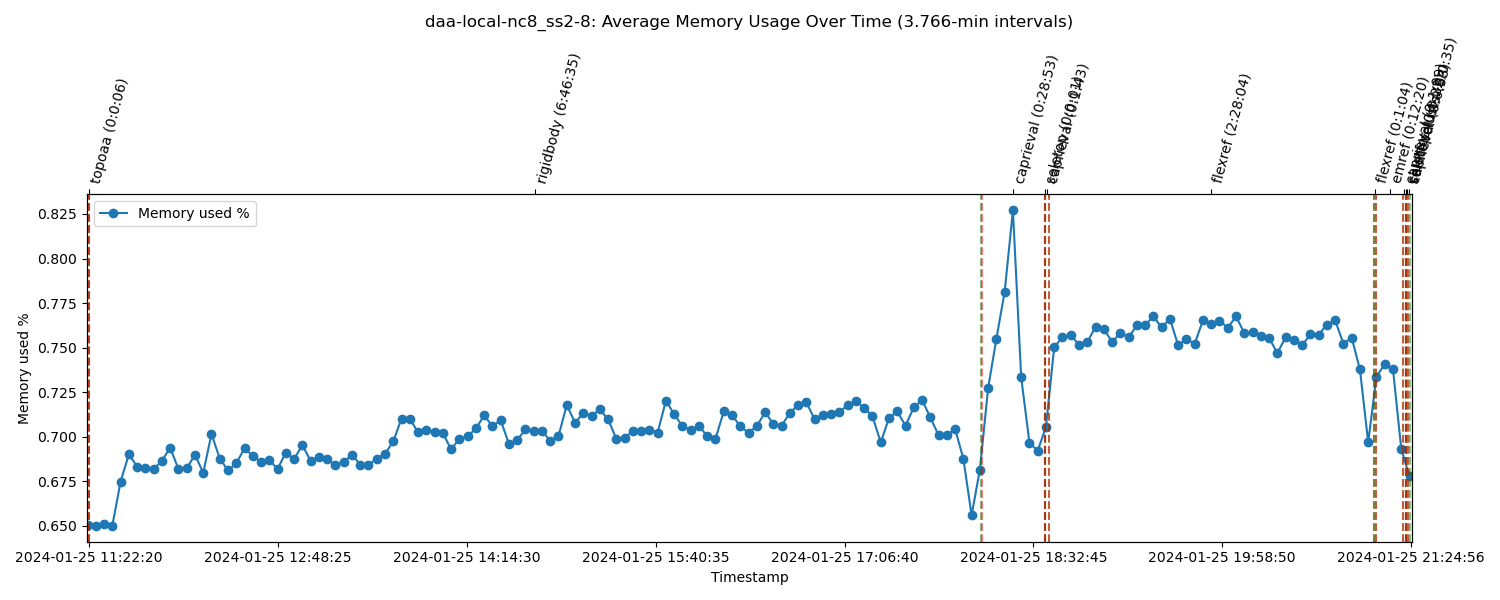 daa-local-nc8_ss2-8: Average Memory Usage Over Time (3.766-min intervals)
topoaa (0:0:06)
rigidbody (6:46:35)
caprieval (0:28:53)
caprieval (0:1:43)
flexref (2:28:04)
flexref (0:1:04)
emref (0:12:20)
Memory used %
0.825
0.800
0.775
0.750
0.725
0.700
0.675
0.650
Memory used %
2024-01-25 11:22:20
2024-01-25 12:48:25
2024-01-25 14:14:30
2024-01-25 15:40:35
2024-01-25 17:06:40
2024-01-25 18:32:45
2024-01-25 19:58:50
2024-01-25 21:24:56
Timestamp